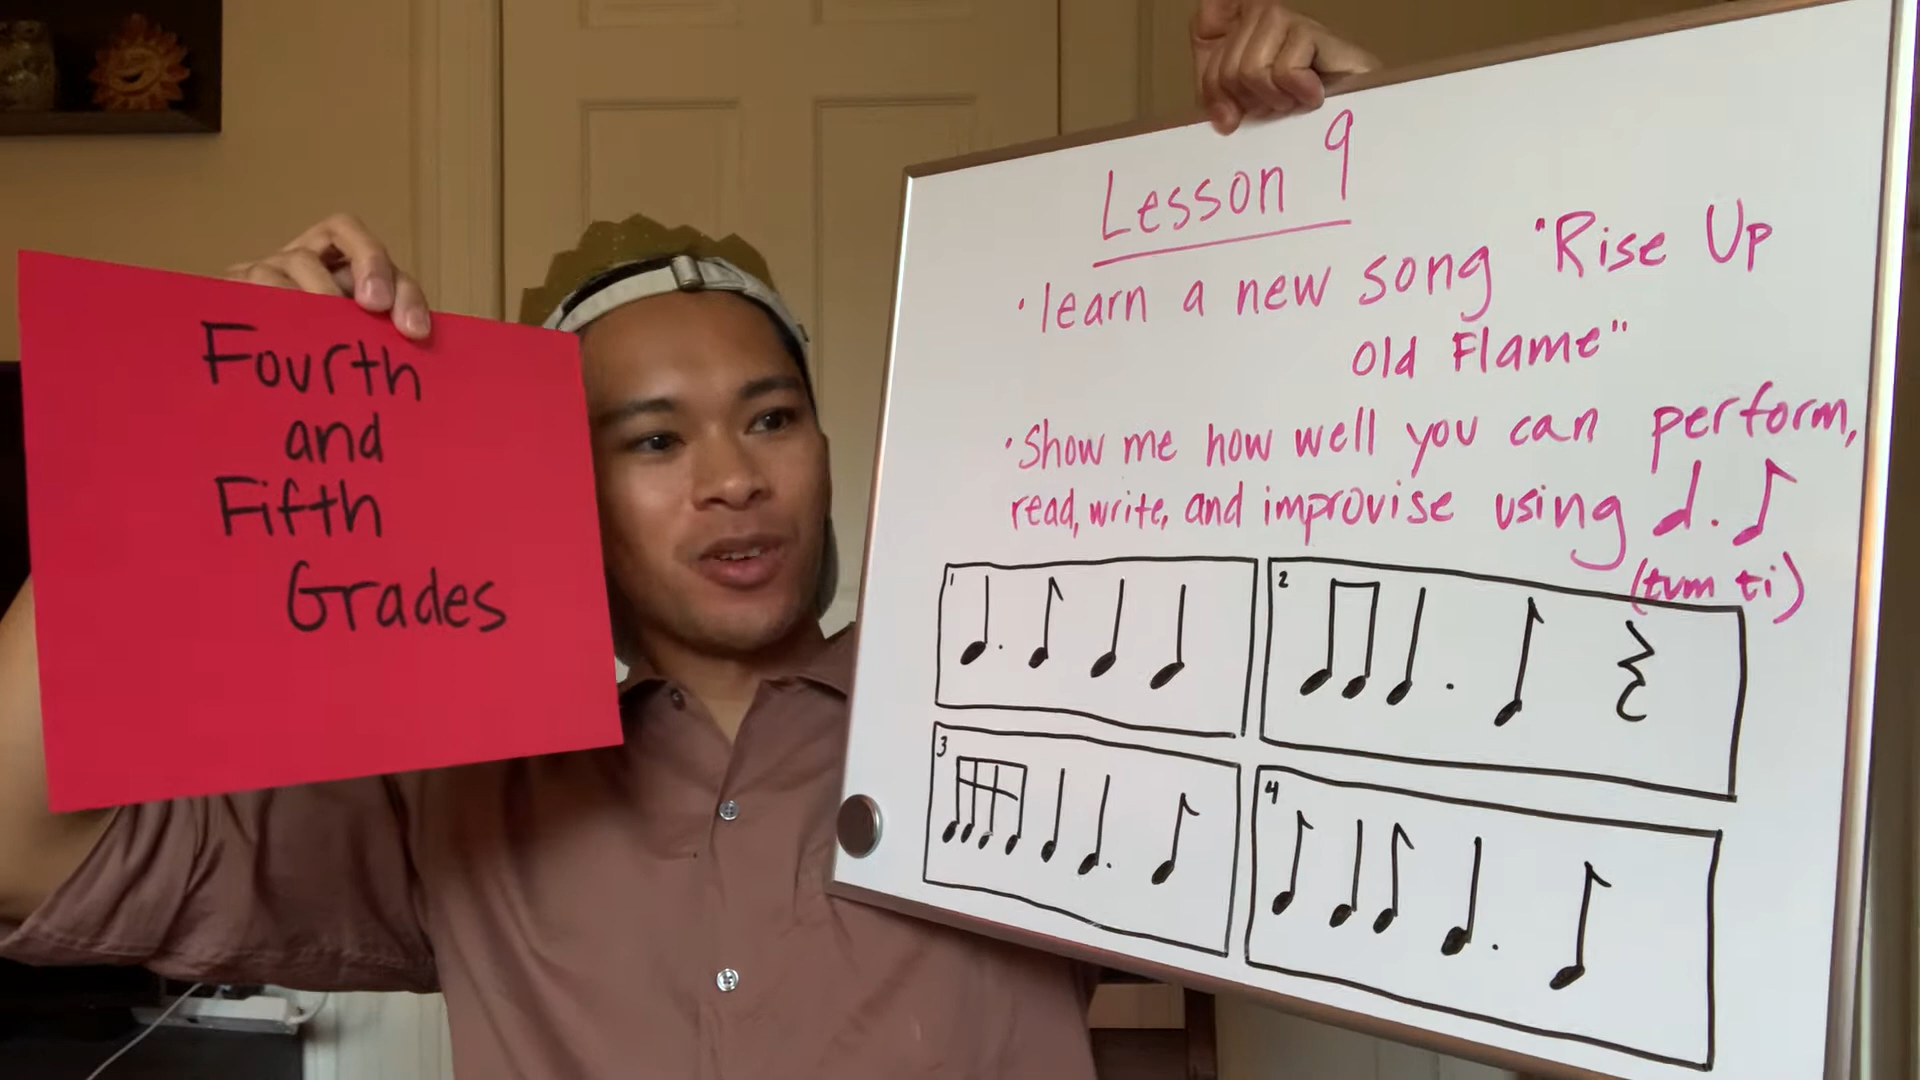 Fourth
and
Fifth
Grades
Lesson 9
·learn a new song "Rise Up
Old Flame"
·Show me how well you can perform,
read, write, and improvise using ♩. ♪
(tum ti)
1
2
3
4